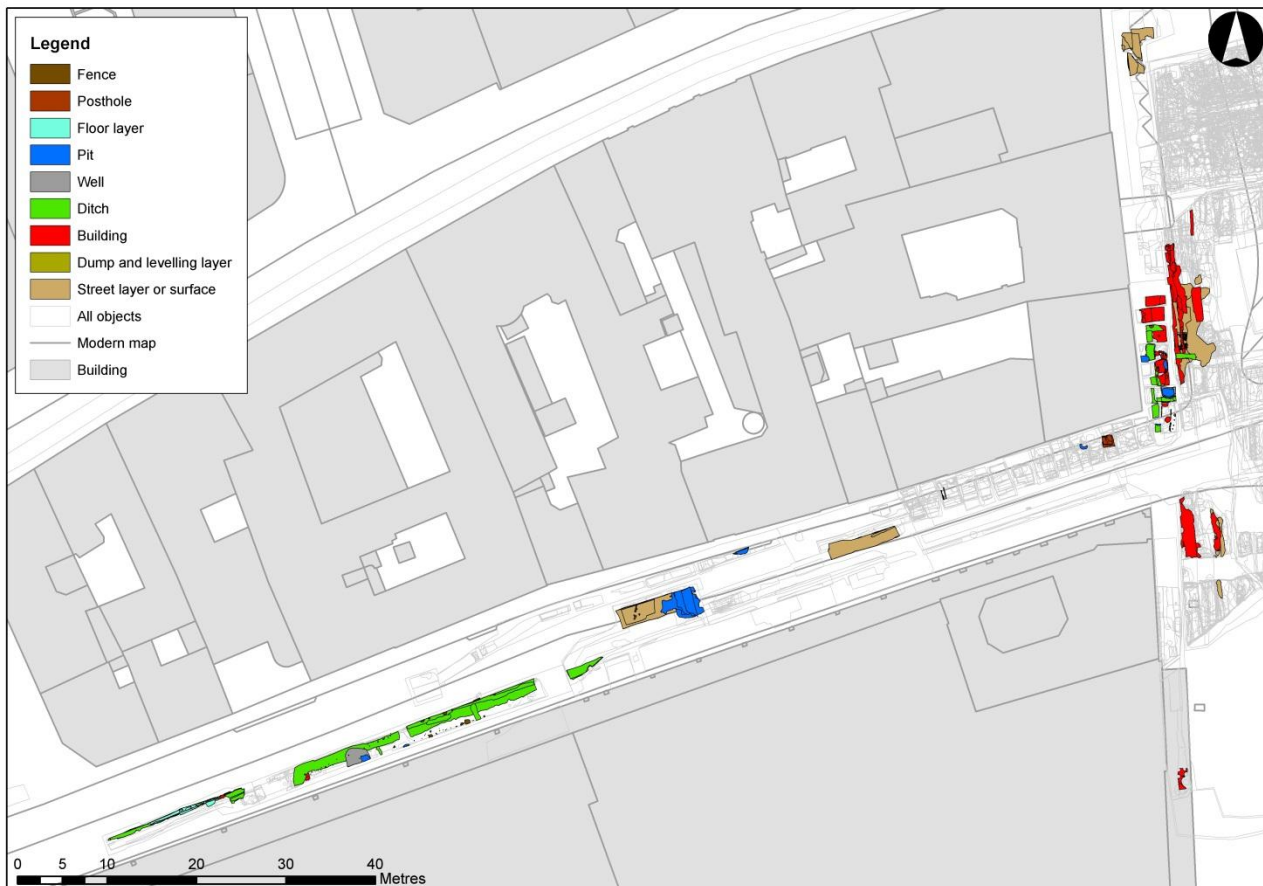 Legend
Fence
Posthole
Floor layer
Pit
Well
Ditch
Building
Dump and levelling layer
Street layer or surface
All objects
Modern map
Building
0 5 10 20 30 40
Metres